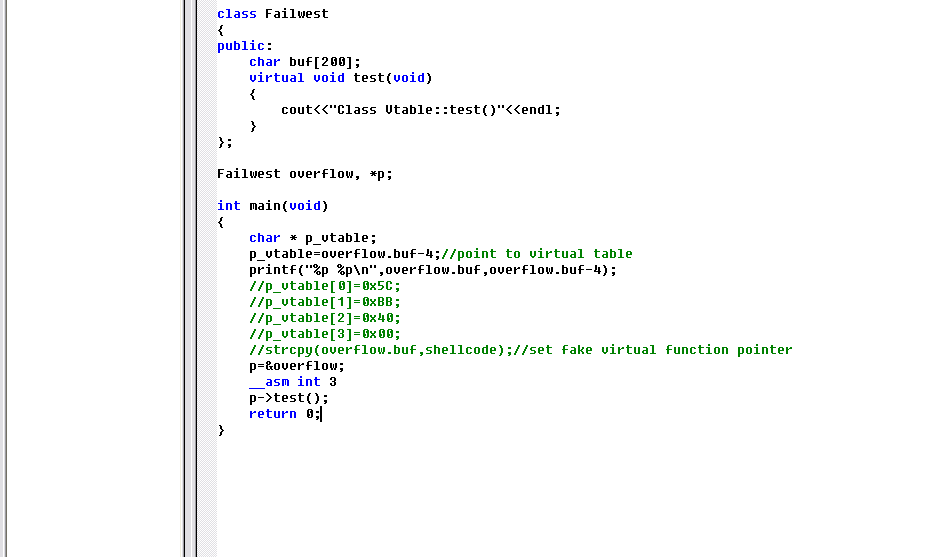 class Failwest
{
public:
    char buf[200];
    virtual void test(void)
    {
        cout<<"Class Vtable::test()"<<endl;
    }
};

Failwest overflow, *p;

int main(void)
{
    char * p_vtable;
    p_vtable=overflow.buf-4;//point to virtual table
    printf("%p %p\n",overflow.buf,overflow.buf-4);
    //p_vtable[0]=0x5C;
    //p_vtable[1]=0xBB;
    //p_vtable[2]=0x40;
    //p_vtable[3]=0x00;
    //strcpy(overflow.buf,shellcode);//set fake virtual function pointer
    p=&overflow;
    __asm int 3
    p->test();
    return 0;
}